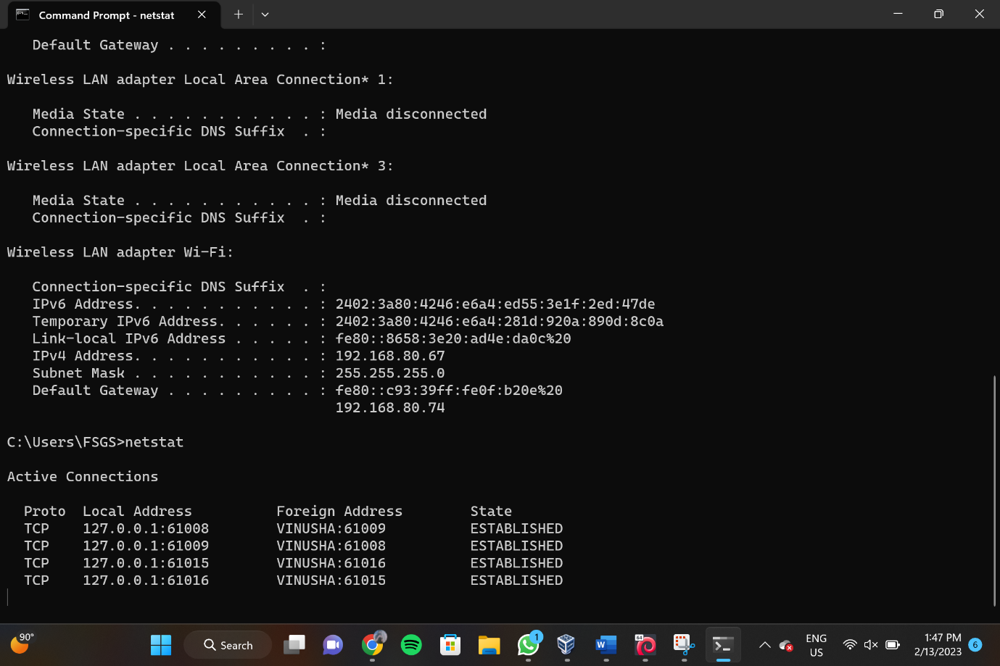 Command Prompt - netstat
   Default Gateway . . . . . . . . . :
Wireless LAN adapter Local Area Connection* 1:
   Media State . . . . . . . . . . . : Media disconnected
   Connection-specific DNS Suffix  . :
Wireless LAN adapter Local Area Connection* 3:
   Media State . . . . . . . . . . . : Media disconnected
   Connection-specific DNS Suffix  . :
Wireless LAN adapter Wi-Fi:
   Connection-specific DNS Suffix  . :
   IPv6 Address. . . . . . . . . . . : 2402:3a80:4246:e6a4:ed55:3e1f:2ed:47de
   Temporary IPv6 Address. . . . . . : 2402:3a80:4246:e6a4:281d:920a:890d:8c0a
   Link-local IPv6 Address . . . . . : fe80::8658:3e20:ad4e:da0c%20
   IPv4 Address. . . . . . . . . . . : 192.168.80.67
   Subnet Mask . . . . . . . . . . . : 255.255.255.0
   Default Gateway . . . . . . . . . : fe80::c93:39ff:fe0f:b20e%20
                                       192.168.80.74
C:\Users\FSGS>netstat
Active Connections
  Proto  Local Address          Foreign Address        State
  TCP    127.0.0.1:61008        VINUSHA:61009          ESTABLISHED
  TCP    127.0.0.1:61009        VINUSHA:61008          ESTABLISHED
  TCP    127.0.0.1:61015        VINUSHA:61016          ESTABLISHED
  TCP    127.0.0.1:61016        VINUSHA:61015          ESTABLISHED
90°
Search
1
W
64
ENG
US
1:47 PM
2/13/2023
6